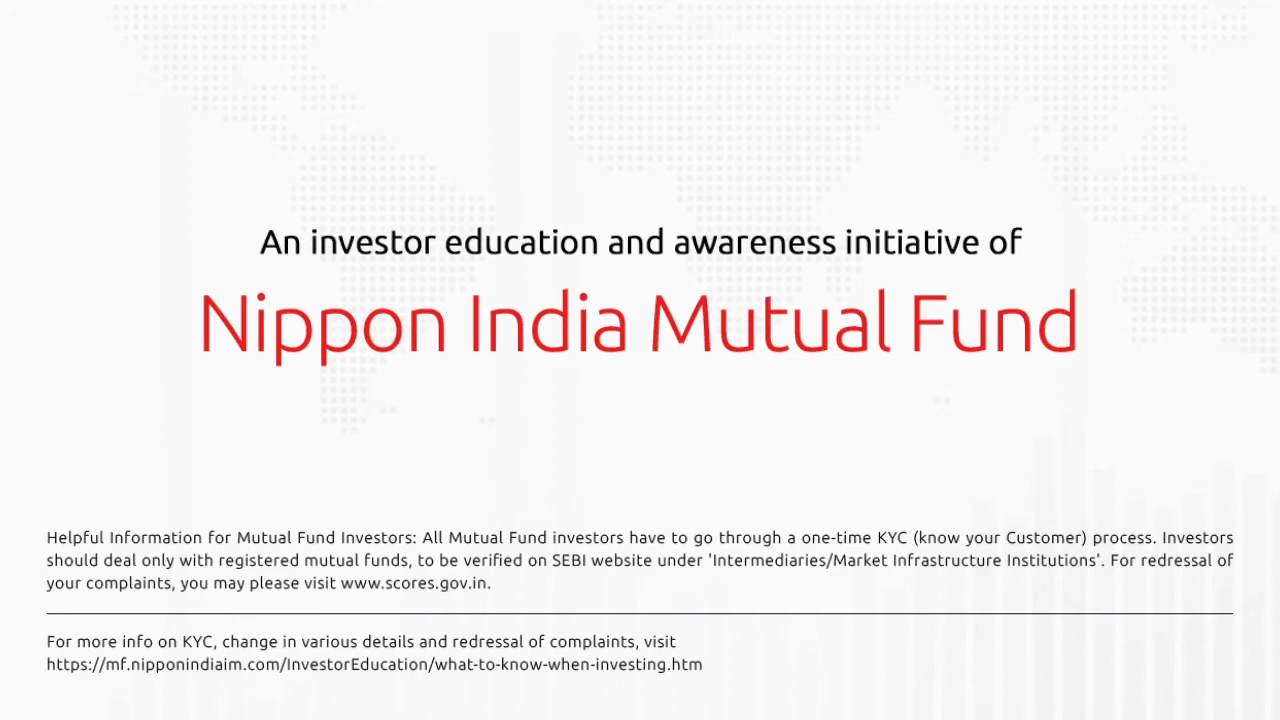 An investor education and awareness initiative of
Nippon India Mutual Fund
Helpful Information for Mutual Fund Investors: All Mutual Fund investors have to go through a one-time KYC (know your Customer) process. Investors
should deal only with registered mutual funds, to be verified on SEBI website under 'Intermediaries/Market Infrastructure Institutions'. For redressal of
your complaints, you may please visit www.scores.gov.in.
For more info on KYC, change in various details and redressal of complaints, visit
https://mf.nipponindiaim.com/InvestorEducation/what-to-know-when-investing.htm